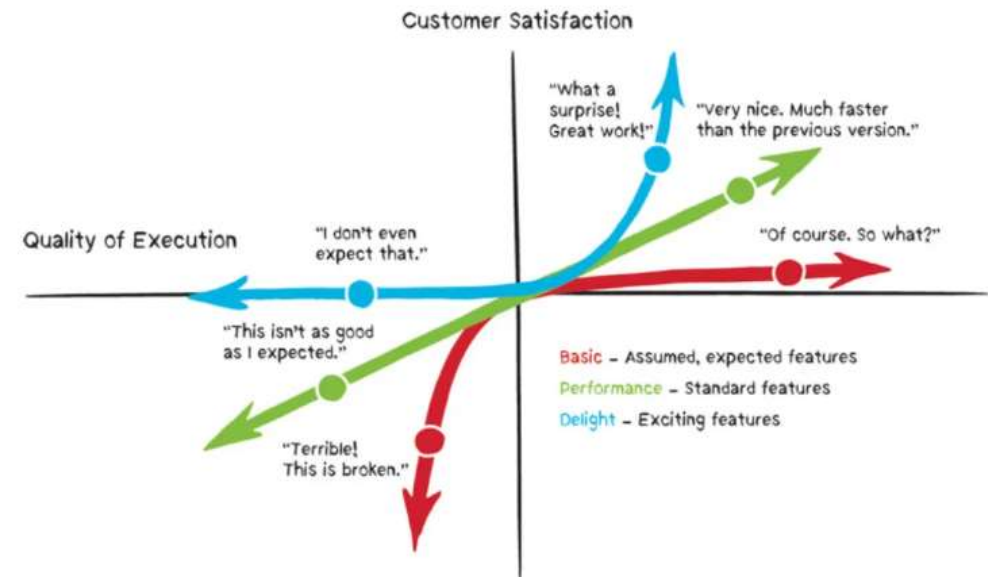 Customer Satisfaction
"What a
surprise!
Great work!"
"Very nice. Much faster
than the previous version."
Quality of Execution
"I don't even
expect that."
"Of course. So what?"
"This isn't as good
as I expected."
Basic – Assumed, expected features
Performance – Standard features
Delight – Exciting features
"Terrible!
This is broken."